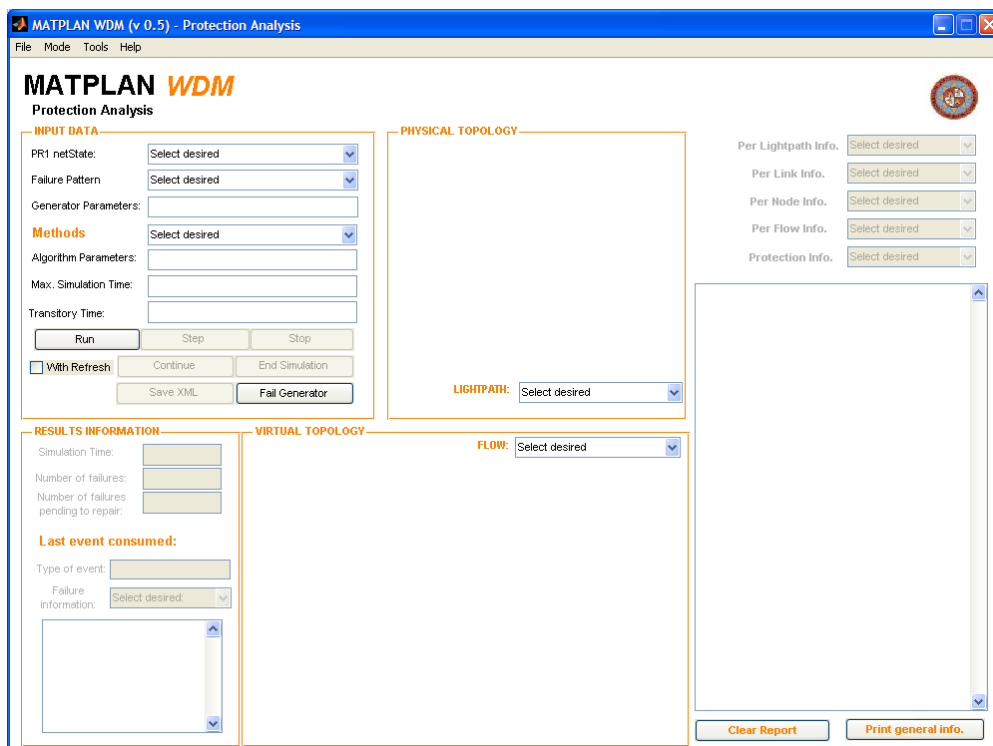 MATPLAN WDM (v 0.5) - Protection Analysis
File Mode Tools Help
MATPLAN WDM
Protection Analysis
INPUT DATA
PR1 netState: Select desired
Failure Pattern Select desired
Generator Parameters:
Methods Select desired
Algorithm Parameters:
Max. Simulation Time:
Transitory Time:
Run Step Stop
With Refresh Continue End Simulation
Save XML Fail Generator
PHYSICAL TOPOLOGY
LIGHTPATH: Select desired
Per Lightpath Info. Select desired
Per Link Info. Select desired
Per Node Info. Select desired
Per Flow Info. Select desired
Protection Info. Select desired
RESULTS INFORMATION
Simulation Time:
Number of failures:
Number of failures
pending to repair:
Last event consumed:
Type of event:
Failure
information: Select desired:
VIRTUAL TOPOLOGY
FLOW: Select desired
Clear Report Print general info.